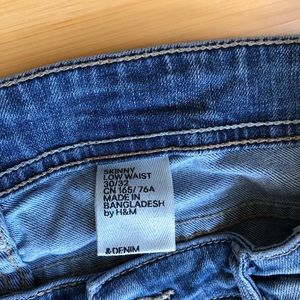 SKINNY
LOW WAIST
30/32
CN 165/76A
MADE IN
BANGLADESH
by H&M
&DENIM